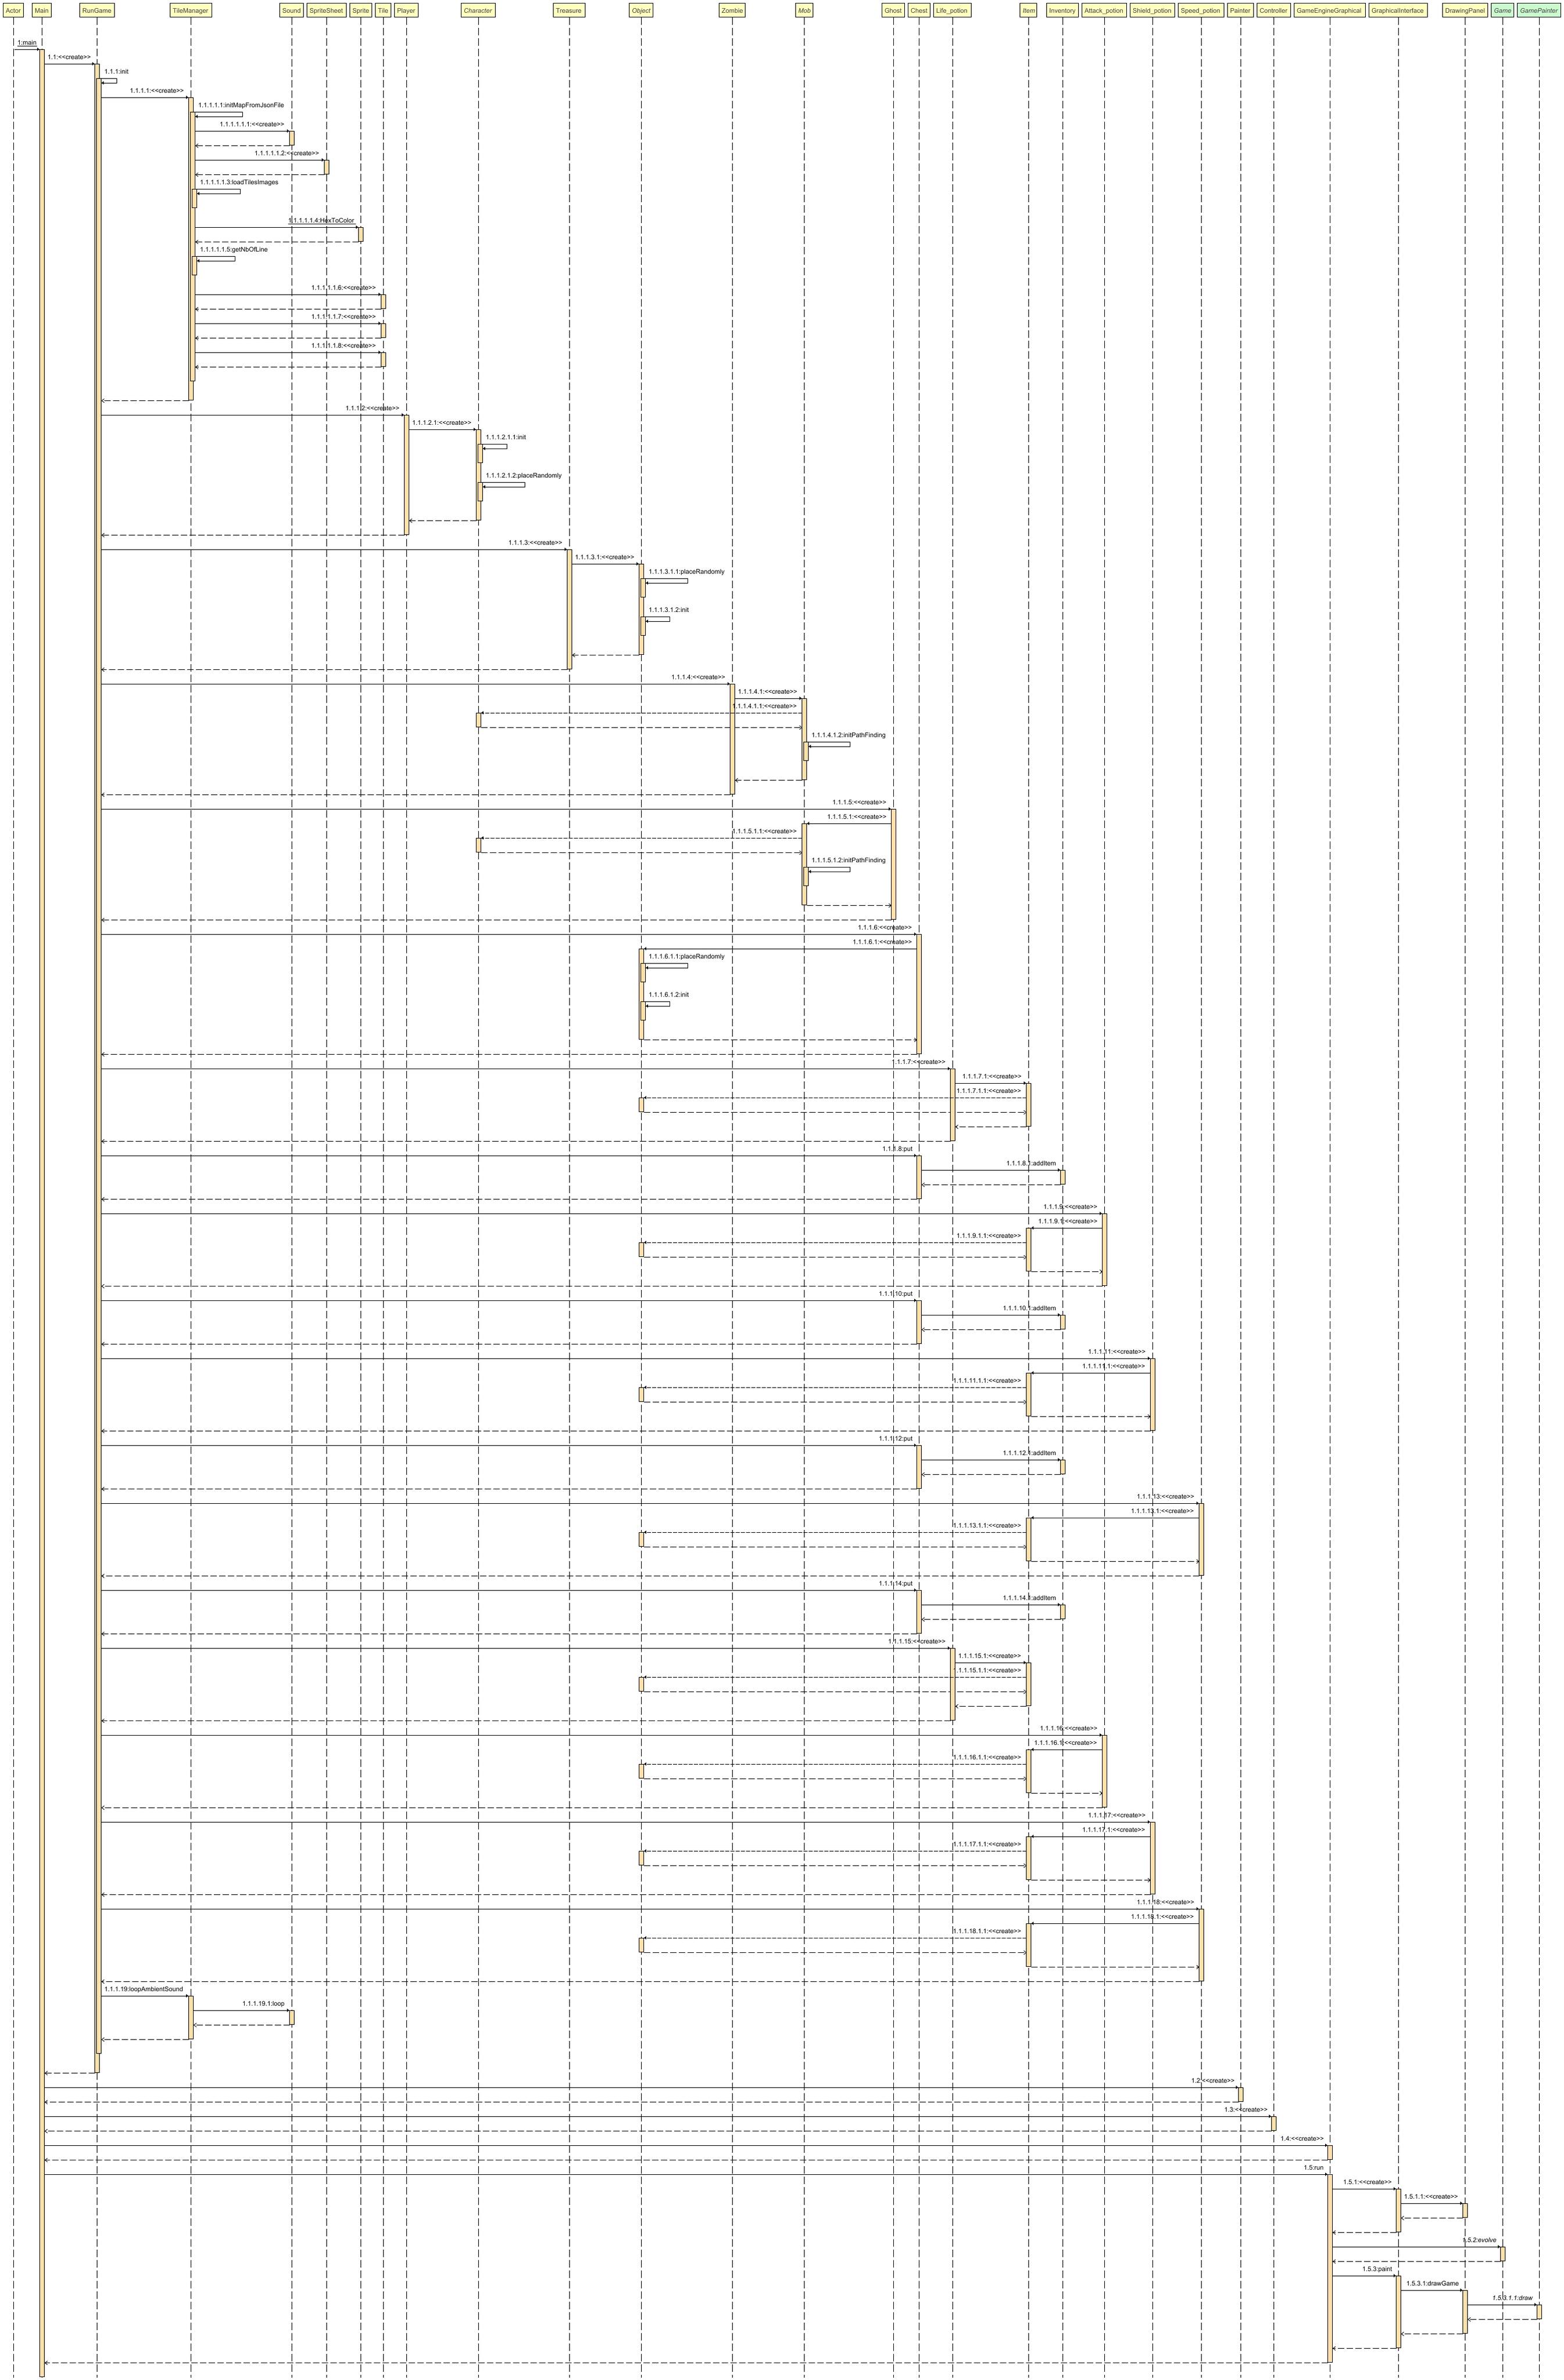 Actor
Main
RunGame
TileManager
Sound
SpriteSheet
Sprite
Tile
Player
Character
Treasure
Object
Zombie
Mob
Ghost
Chest
Life_potion
Item
Inventory
Attack_potion
Shield_potion
Speed_potion
Painter
Controller
GameEngineGraphical
GraphicalInterface
DrawingPanel
Game
GamePainter
1:main
1.1:<<create>>
1.1.1:init
1.1.1.1:<<create>>
1.1.1.1.1:initMapFromJsonFile
1.1.1.1.1.1:<<create>>
1.1.1.1.1.2:<<create>>
1.1.1.1.1.3:loadTilesImages
1.1.1.1.1.4:HexToColor
1.1.1.1.1.5:getNbOfLine
1.1.1.1.1.6:<<create>>
1.1.1.1.1.7:<<create>>
1.1.1.1.1.8:<<create>>
1.1.1.2:<<create>>
1.1.1.2.1:<<create>>
1.1.1.2.1.1:init
1.1.1.2.1.2:placeRandomly
1.1.1.3:<<create>>
1.1.1.3.1:<<create>>
1.1.1.3.1.1:placeRandomly
1.1.1.3.1.2:init
1.1.1.4:<<create>>
1.1.1.4.1:<<create>>
1.1.1.4.1.1:<<create>>
1.1.1.4.1.2:initPathFinding
1.1.1.5:<<create>>
1.1.1.5.1:<<create>>
1.1.1.5.1.1:<<create>>
1.1.1.5.1.2:initPathFinding
1.1.1.6:<<create>>
1.1.1.6.1:<<create>>
1.1.1.6.1.1:placeRandomly
1.1.1.6.1.2:init
1.1.1.7:<<create>>
1.1.1.7.1:<<create>>
1.1.1.7.1.1:<<create>>
1.1.1.8:put
1.1.1.8.1:addItem
1.1.1.9:<<create>>
1.1.1.9.1:<<create>>
1.1.1.9.1.1:<<create>>
1.1.1.10:put
1.1.1.10.1:addItem
1.1.1.11:<<create>>
1.1.1.11.1:<<create>>
1.1.1.11.1.1:<<create>>
1.1.1.12:put
1.1.1.12.1:addItem
1.1.1.13:<<create>>
1.1.1.13.1:<<create>>
1.1.1.13.1.1:<<create>>
1.1.1.14:put
1.1.1.14.1:addItem
1.1.1.15:<<create>>
1.1.1.15.1:<<create>>
1.1.1.15.1.1:<<create>>
1.1.1.16:<<create>>
1.1.1.16.1:<<create>>
1.1.1.16.1.1:<<create>>
1.1.1.17:<<create>>
1.1.1.17.1:<<create>>
1.1.1.17.1.1:<<create>>
1.1.1.18:<<create>>
1.1.1.18.1:<<create>>
1.1.1.18.1.1:<<create>>
1.1.1.19:loopAmbientSound
1.1.1.19.1:loop
1.2:<<create>>
1.3:<<create>>
1.4:<<create>>
1.5:run
1.5.1:<<create>>
1.5.1.1:<<create>>
1.5.2:evolve
1.5.3:paint
1.5.3.1:drawGame
1.5.3.1.1:draw